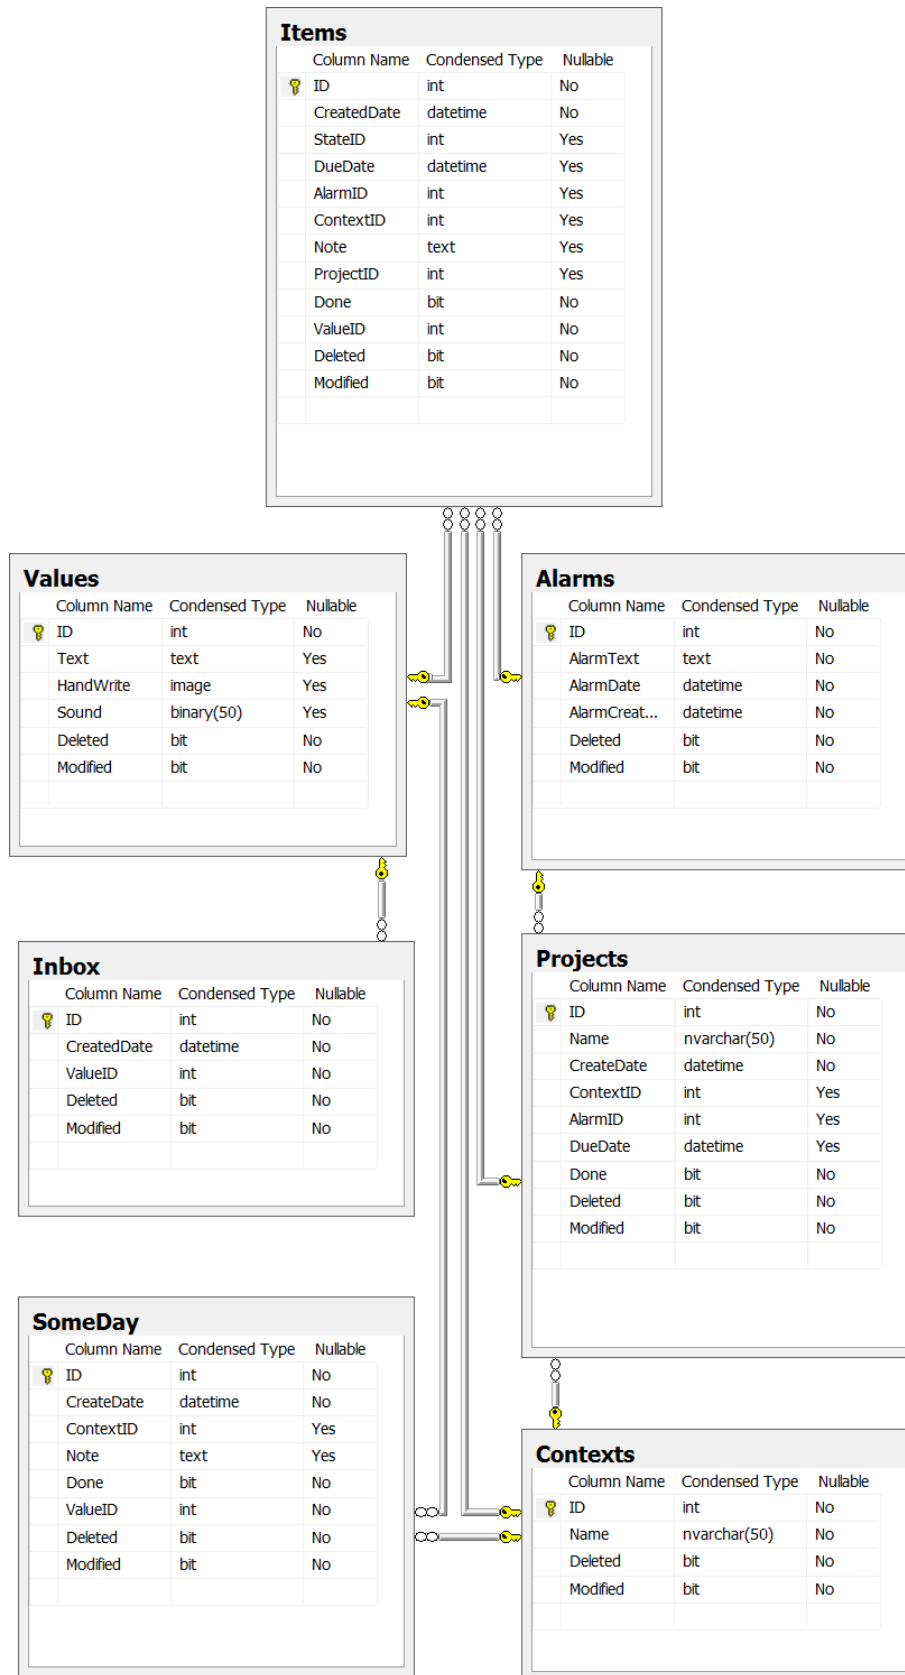 Items
Column Name Condensed Type Nullable
ID int No
CreatedDate datetime No
StateID int Yes
DueDate datetime Yes
AlarmID int Yes
ContextID int Yes
Note text Yes
ProjectID int Yes
Done bit No
ValueID int No
Deleted bit No
Modified bit No
Values
Column Name Condensed Type Nullable
ID int No
Text text Yes
HandWrite image Yes
Sound binary(50) Yes
Deleted bit No
Modified bit No
Alarms
Column Name Condensed Type Nullable
ID int No
AlarmText text No
AlarmDate datetime No
AlarmCreat... datetime No
Deleted bit No
Modified bit No
Inbox
Column Name Condensed Type Nullable
ID int No
CreatedDate datetime No
ValueID int No
Deleted bit No
Modified bit No
Projects
Column Name Condensed Type Nullable
ID int No
Name nvarchar(50) No
CreateDate datetime No
ContextID int Yes
AlarmID int Yes
DueDate datetime Yes
Done bit No
Deleted bit No
Modified bit No
SomeDay
Column Name Condensed Type Nullable
ID int No
CreateDate datetime No
ContextID int Yes
Note text Yes
Done bit No
ValueID int No
Deleted bit No
Modified bit No
Contexts
Column Name Condensed Type Nullable
ID int No
Name nvarchar(50) No
Deleted bit No
Modified bit No